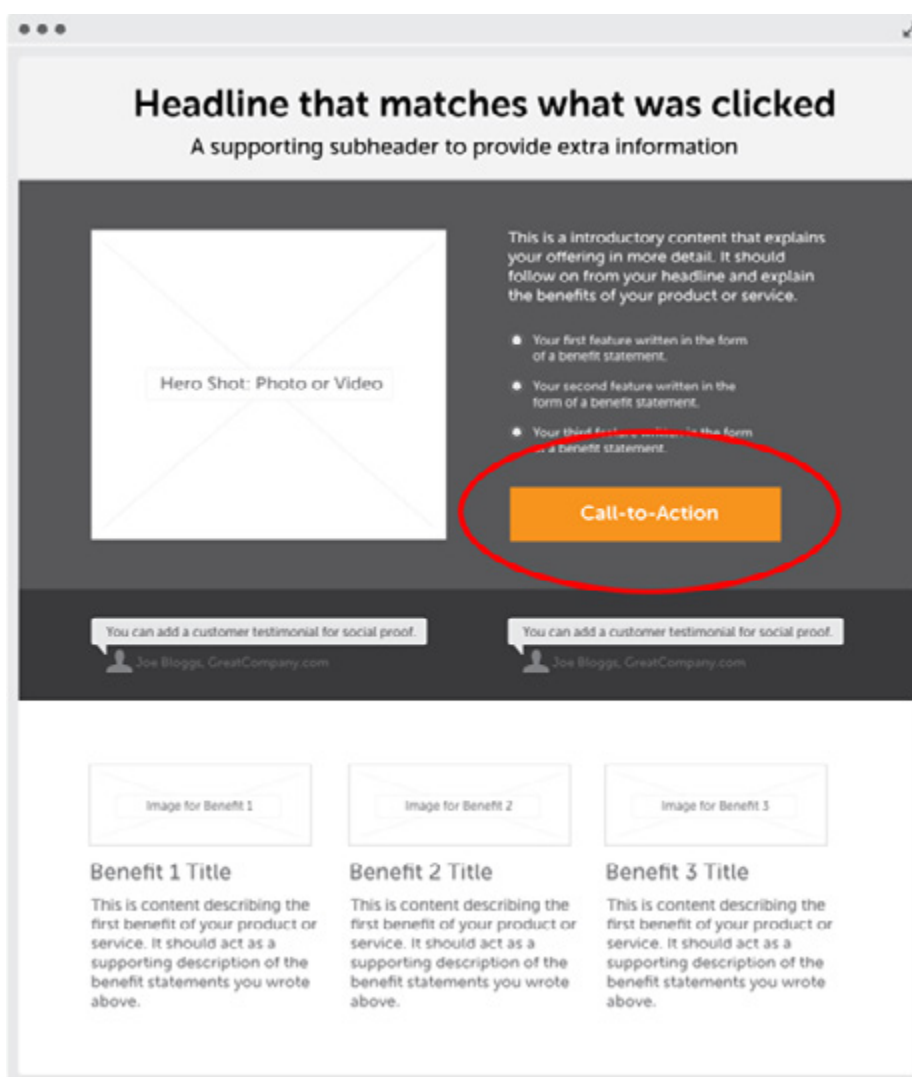 Headline that matches what was clicked
A supporting subheader to provide extra information
Hero Shot: Photo or Video
This is a introductory content that explains
your offering in more detail. It should
follow on from your headline and explain
the benefits of your product or service.
Your first feature written in the form
of a benefit statement.
Your second feature written in the
form of a benefit statement.
Your third feature written in the form
of a benefit statement.
Call-to-Action
You can add a customer testimonial for social proof.
Joe Bloggs, GreatCompany.com
You can add a customer testimonial for social proof.
Joe Bloggs, GreatCompany.com
Image for Benefit 1
Benefit 1 Title
This is content describing the
first benefit of your product or
service. It should act as a
supporting description of the
benefit statements you wrote
above.
Image for Benefit 2
Benefit 2 Title
This is content describing the
first benefit of your product or
service. It should act as a
supporting description of the
benefit statements you wrote
above.
Image for Benefit 3
Benefit 3 Title
This is content describing the
first benefit of your product or
service. It should act as a
supporting description of the
benefit statements you wrote
above.